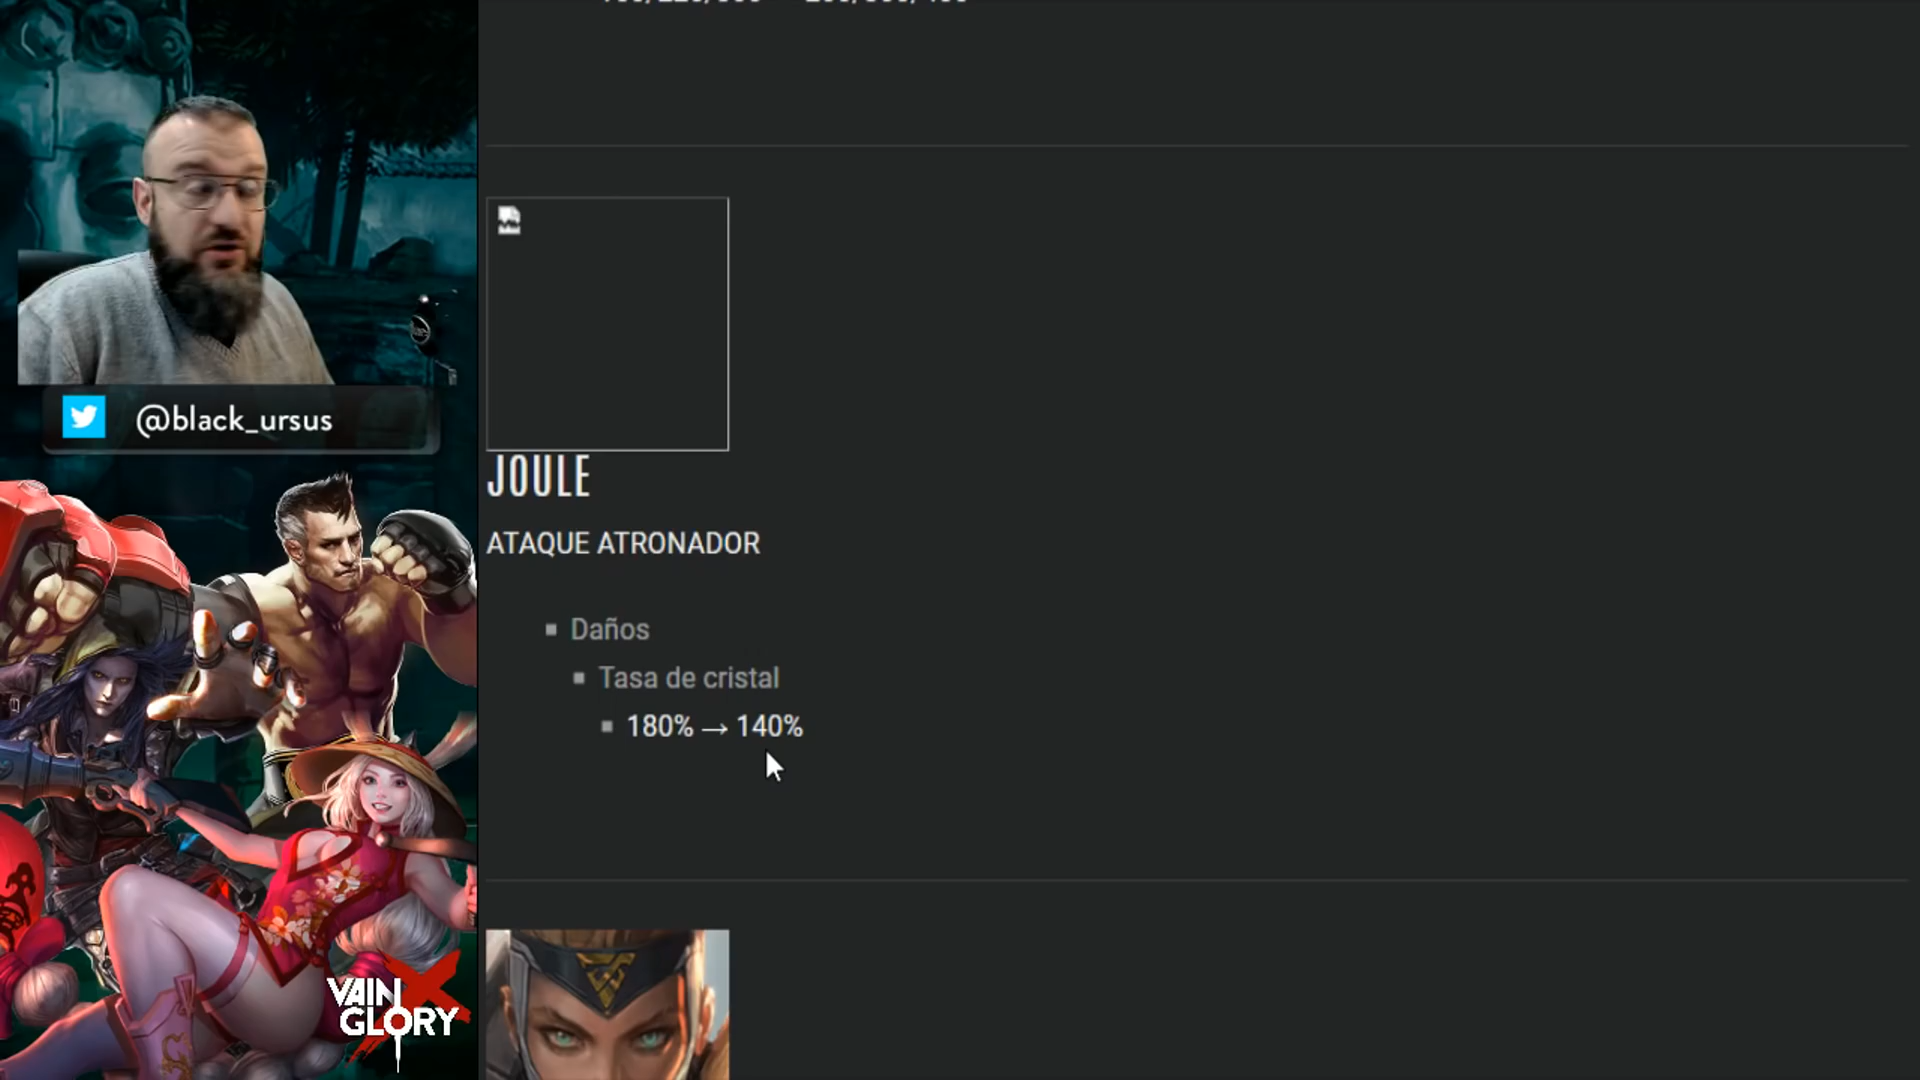 @black_ursus
VAIN
GLORY
JOULE
ATAQUE ATRONADOR
Daños
Tasa de cristal
180% → 140%